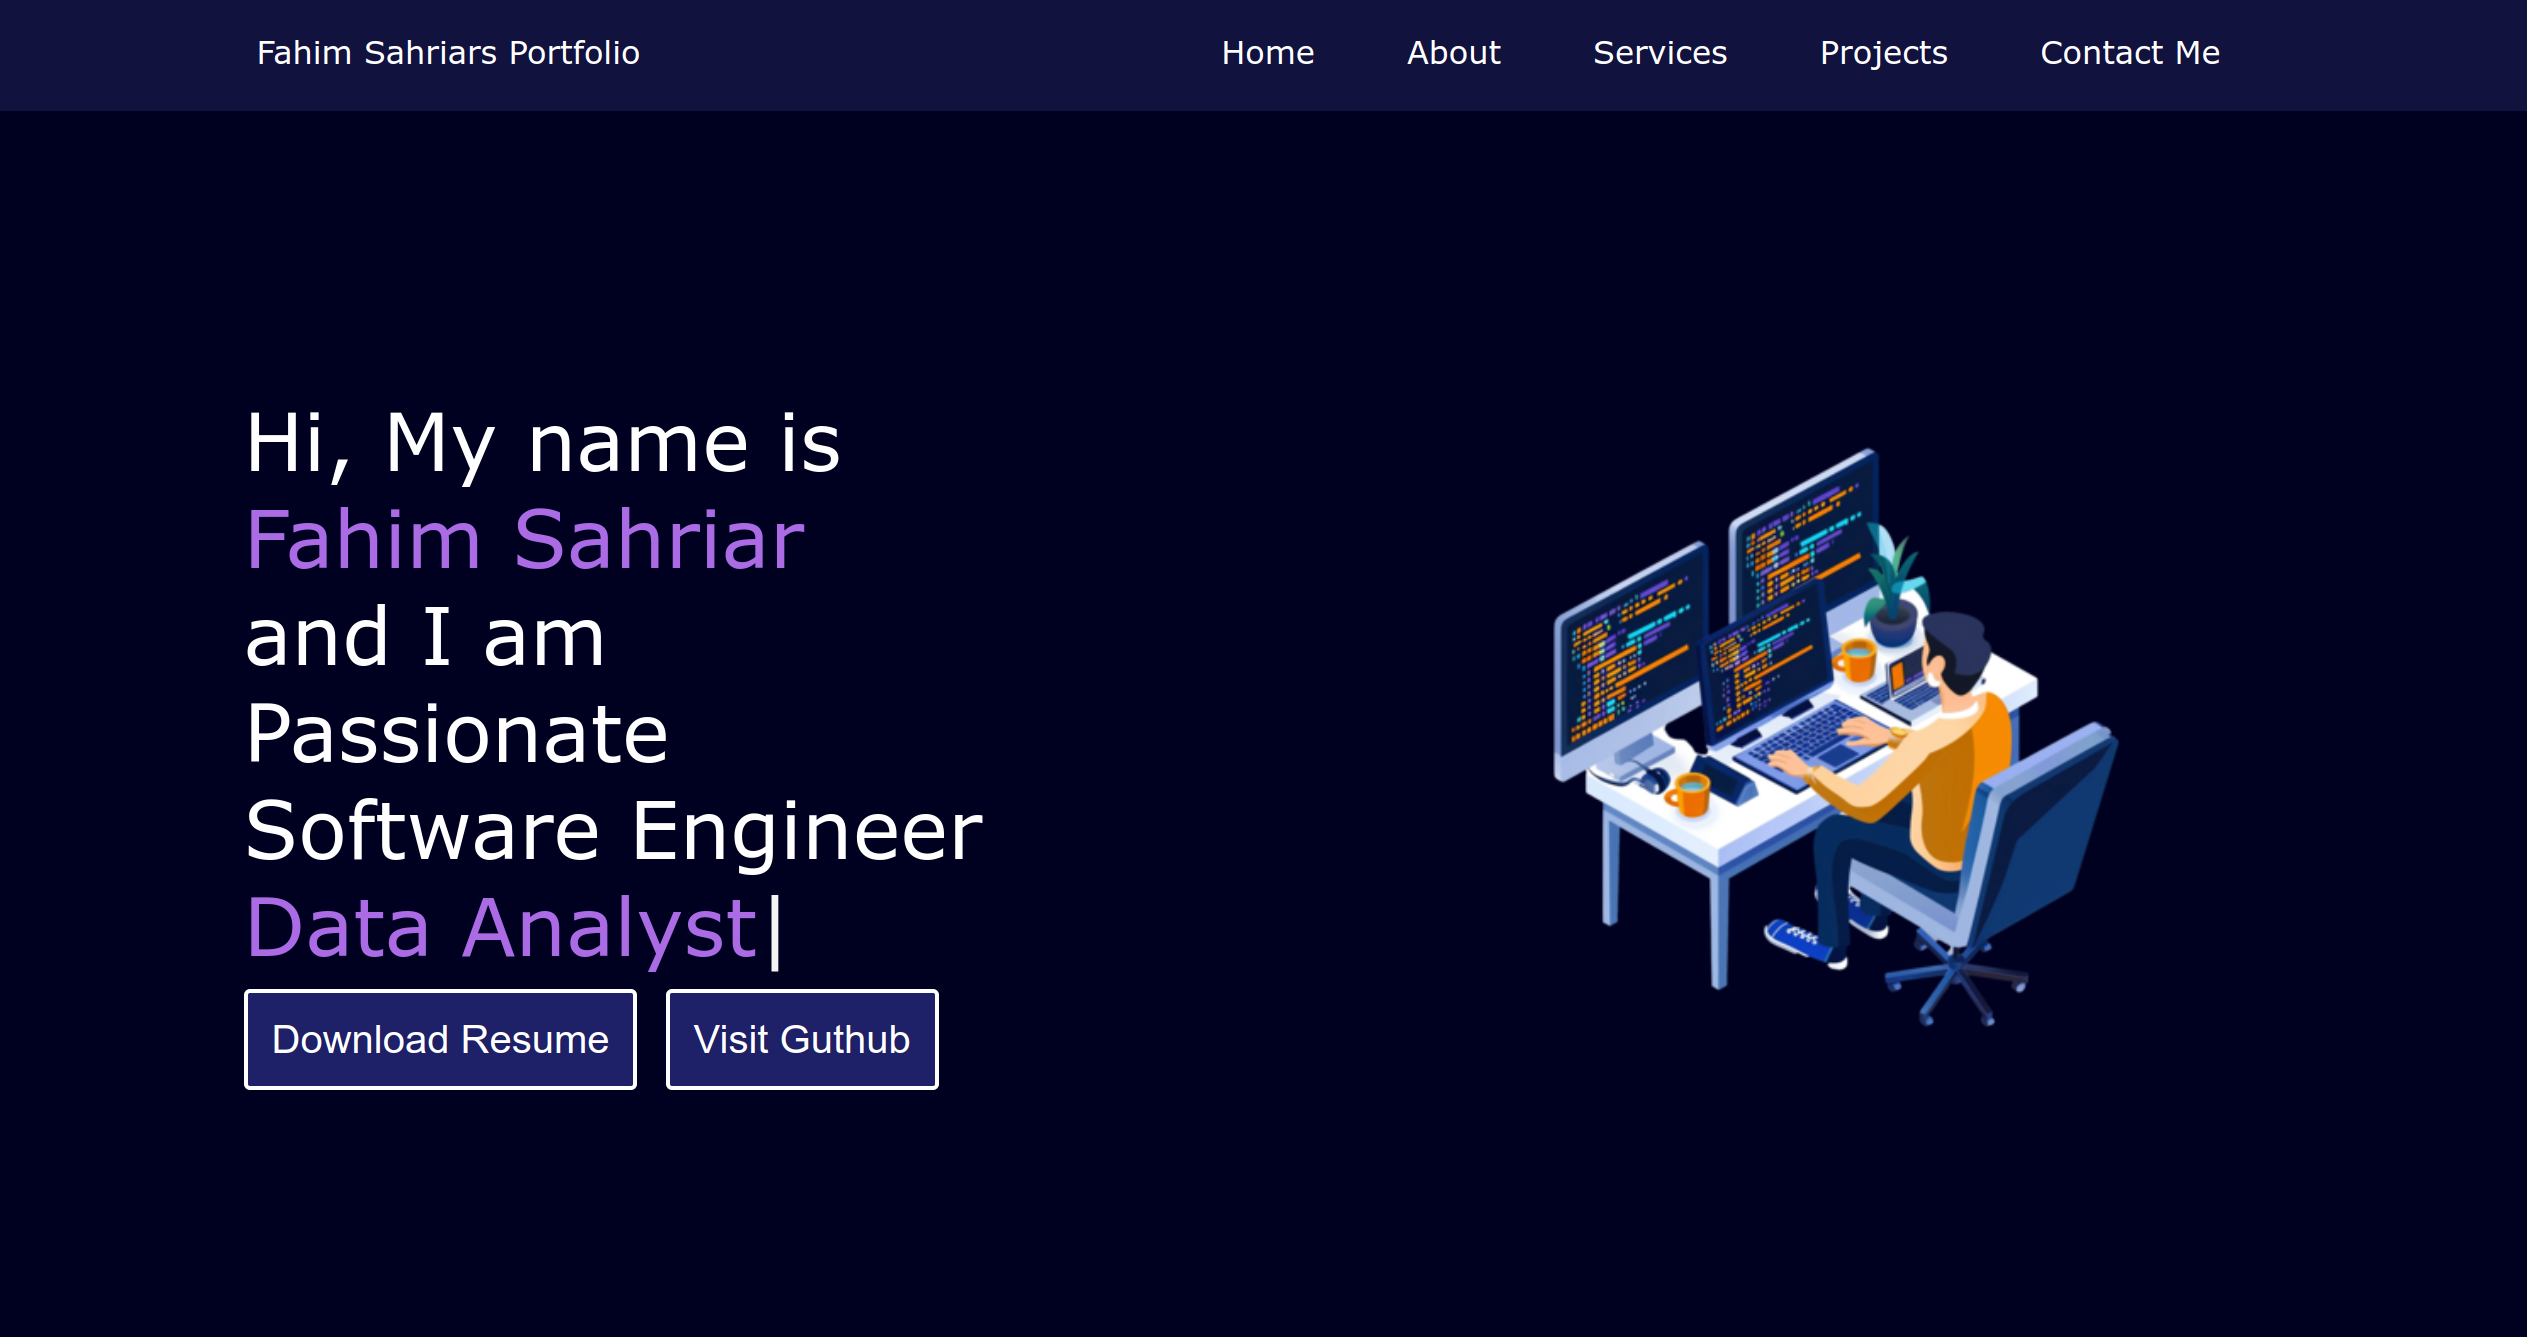 Fahim Sahriars Portfolio
Home About Services Projects Contact Me
Hi, My name is
Fahim Sahriar
and I am
Passionate
Software Engineer
Data Analyst|
Download Resume
Visit Guthub